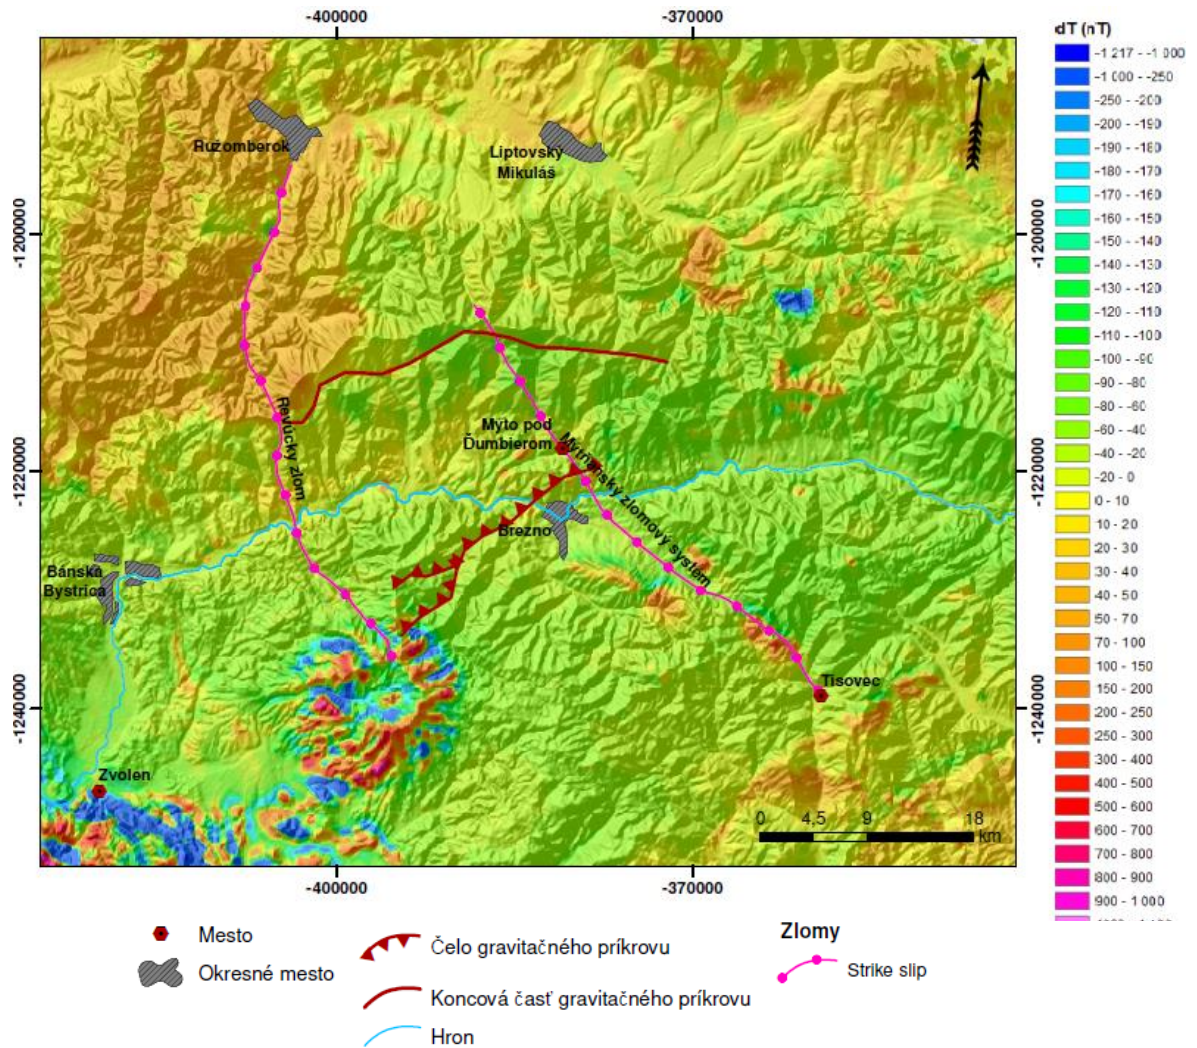 -400000
-370000
dT (nT)
-1 217 - -1 000
-1 000 - -250
-250 - -200
-200 - -190
-190 - -180
-180 - -170
-170 - -160
-160 - -150
-150 - -140
-140 - -130
-130 - -120
-120 - -110
-110 - -100
-100 - -90
-90 - -80
-80 - -60
-60 - -40
-40 - -20
-20 - 0
0 - 10
10 - 20
20 - 30
30 - 40
40 - 50
50 - 70
70 - 100
100 - 150
150 - 200
200 - 250
250 - 300
300 - 400
400 - 500
500 - 600
600 - 700
700 - 800
800 - 900
900 - 1 000
Ružomberok
Liptovský
Mikuláš
-1200000
-1200000
Revúcky zlom
Mýto pod
Ďumbierom
Mýtňanský zlomový systém
-1220000
-1220000
Brezno
Banská
Bystrica
Tisovec
-1240000
-1240000
Zvolen
0 4,5 9 18
km
-400000
-370000
Mesto
Okresné mesto
Čelo gravitačného príkrovu
Koncová časť gravitačného príkrovu
Hron
Zlomy
Strike slip